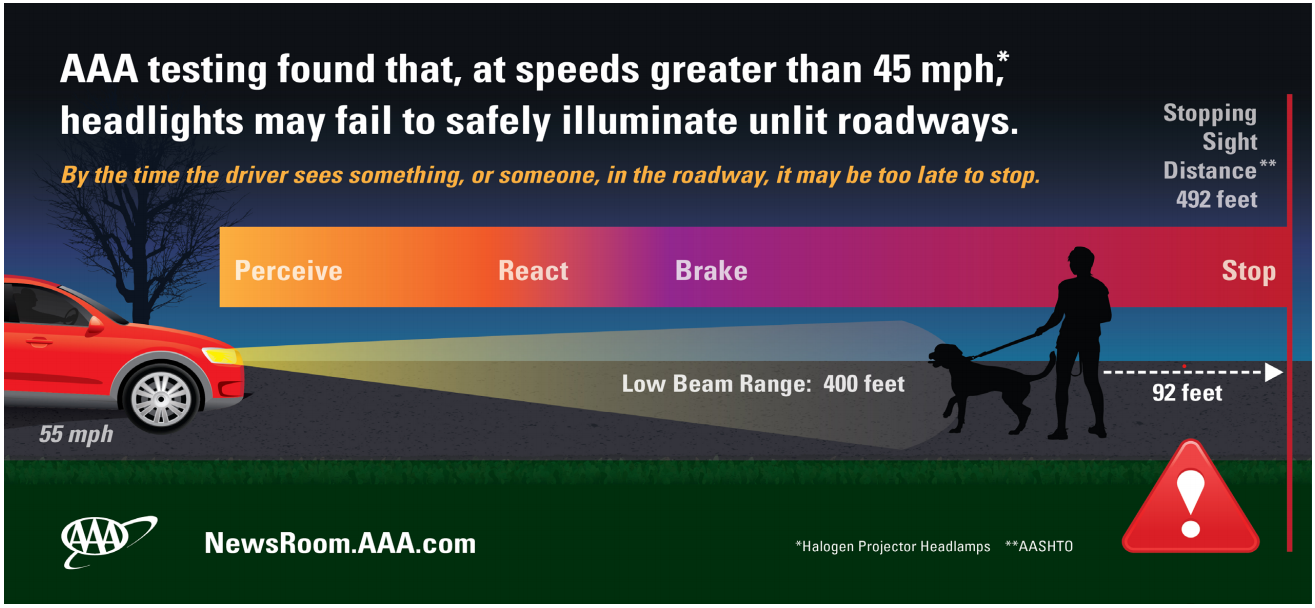 AAA testing found that, at speeds greater than 45 mph,*
headlights may fail to safely illuminate unlit roadways.
By the time the driver sees something, or someone, in the roadway, it may be too late to stop.
Stopping
Sight
Distance**
492 feet
Perceive React Brake Stop
Low Beam Range: 400 feet
92 feet
55 mph
AAA
NewsRoom.AAA.com
*Halogen Projector Headlamps **AASHTO